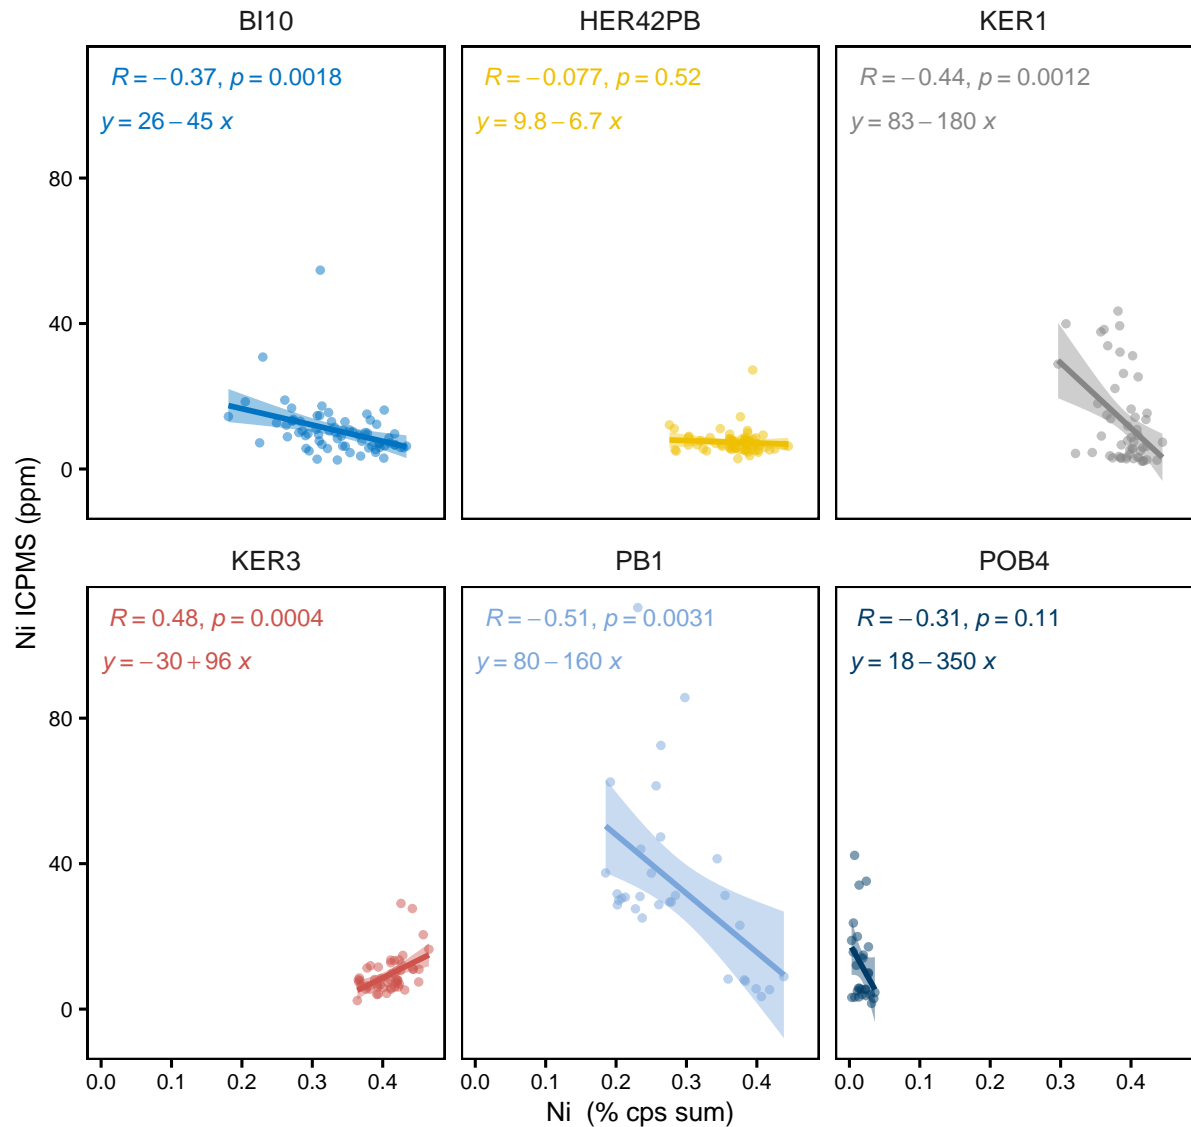 BI10
HER42PB
KER1
R = −0.37, p = 0.0018
y = 26 − 45 x
R = −0.077, p = 0.52
y = 9.8 − 6.7 x
R = −0.44, p = 0.0012
y = 83 − 180 x
80
40
0
Ni ICPMS (ppm)
KER3
PB1
POB4
R = 0.48, p = 0.0004
y = −30 + 96 x
R = −0.51, p = 0.0031
y = 80 − 160 x
R = −0.31, p = 0.11
y = 18 − 350 x
80
40
0
0.0 0.1 0.2 0.3 0.4
0.0 0.1 0.2 0.3 0.4
0.0 0.1 0.2 0.3 0.4
Ni (% cps sum)